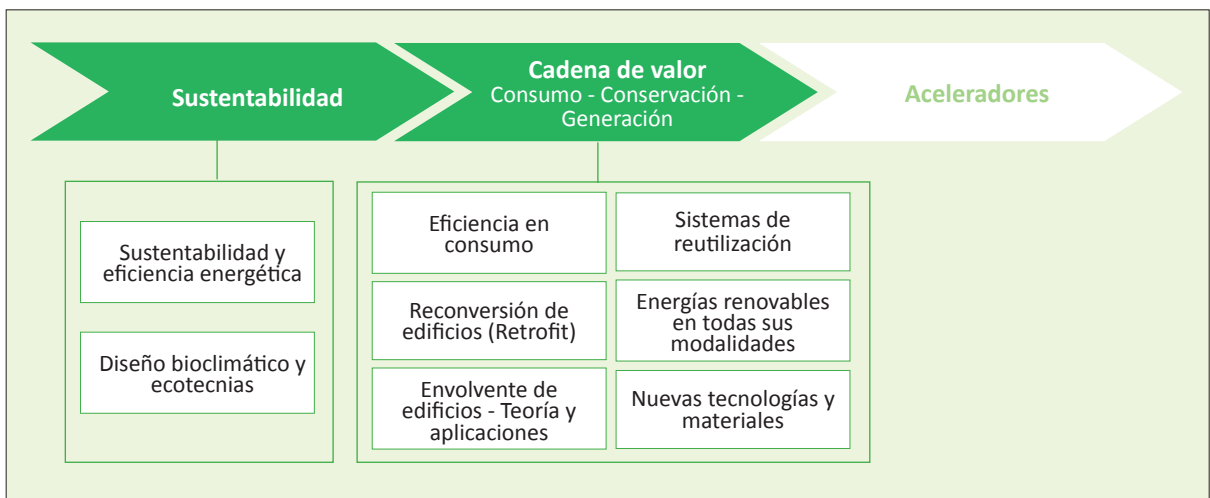 Sustentabilidad
Cadena de valor
Consumo - Conservación -
Generación
Aceleradores
Sustentabilidad y
eficiencia energética
Diseño bioclimático y
ecotecnias
Eficiencia en
consumo
Sistemas de
reutilización
Reconversión de
edificios (Retrofit)
Energías renovables
en todas sus
modalidades
Envolvente de
edificios - Teoría y
aplicaciones
Nuevas tecnologías y
materiales